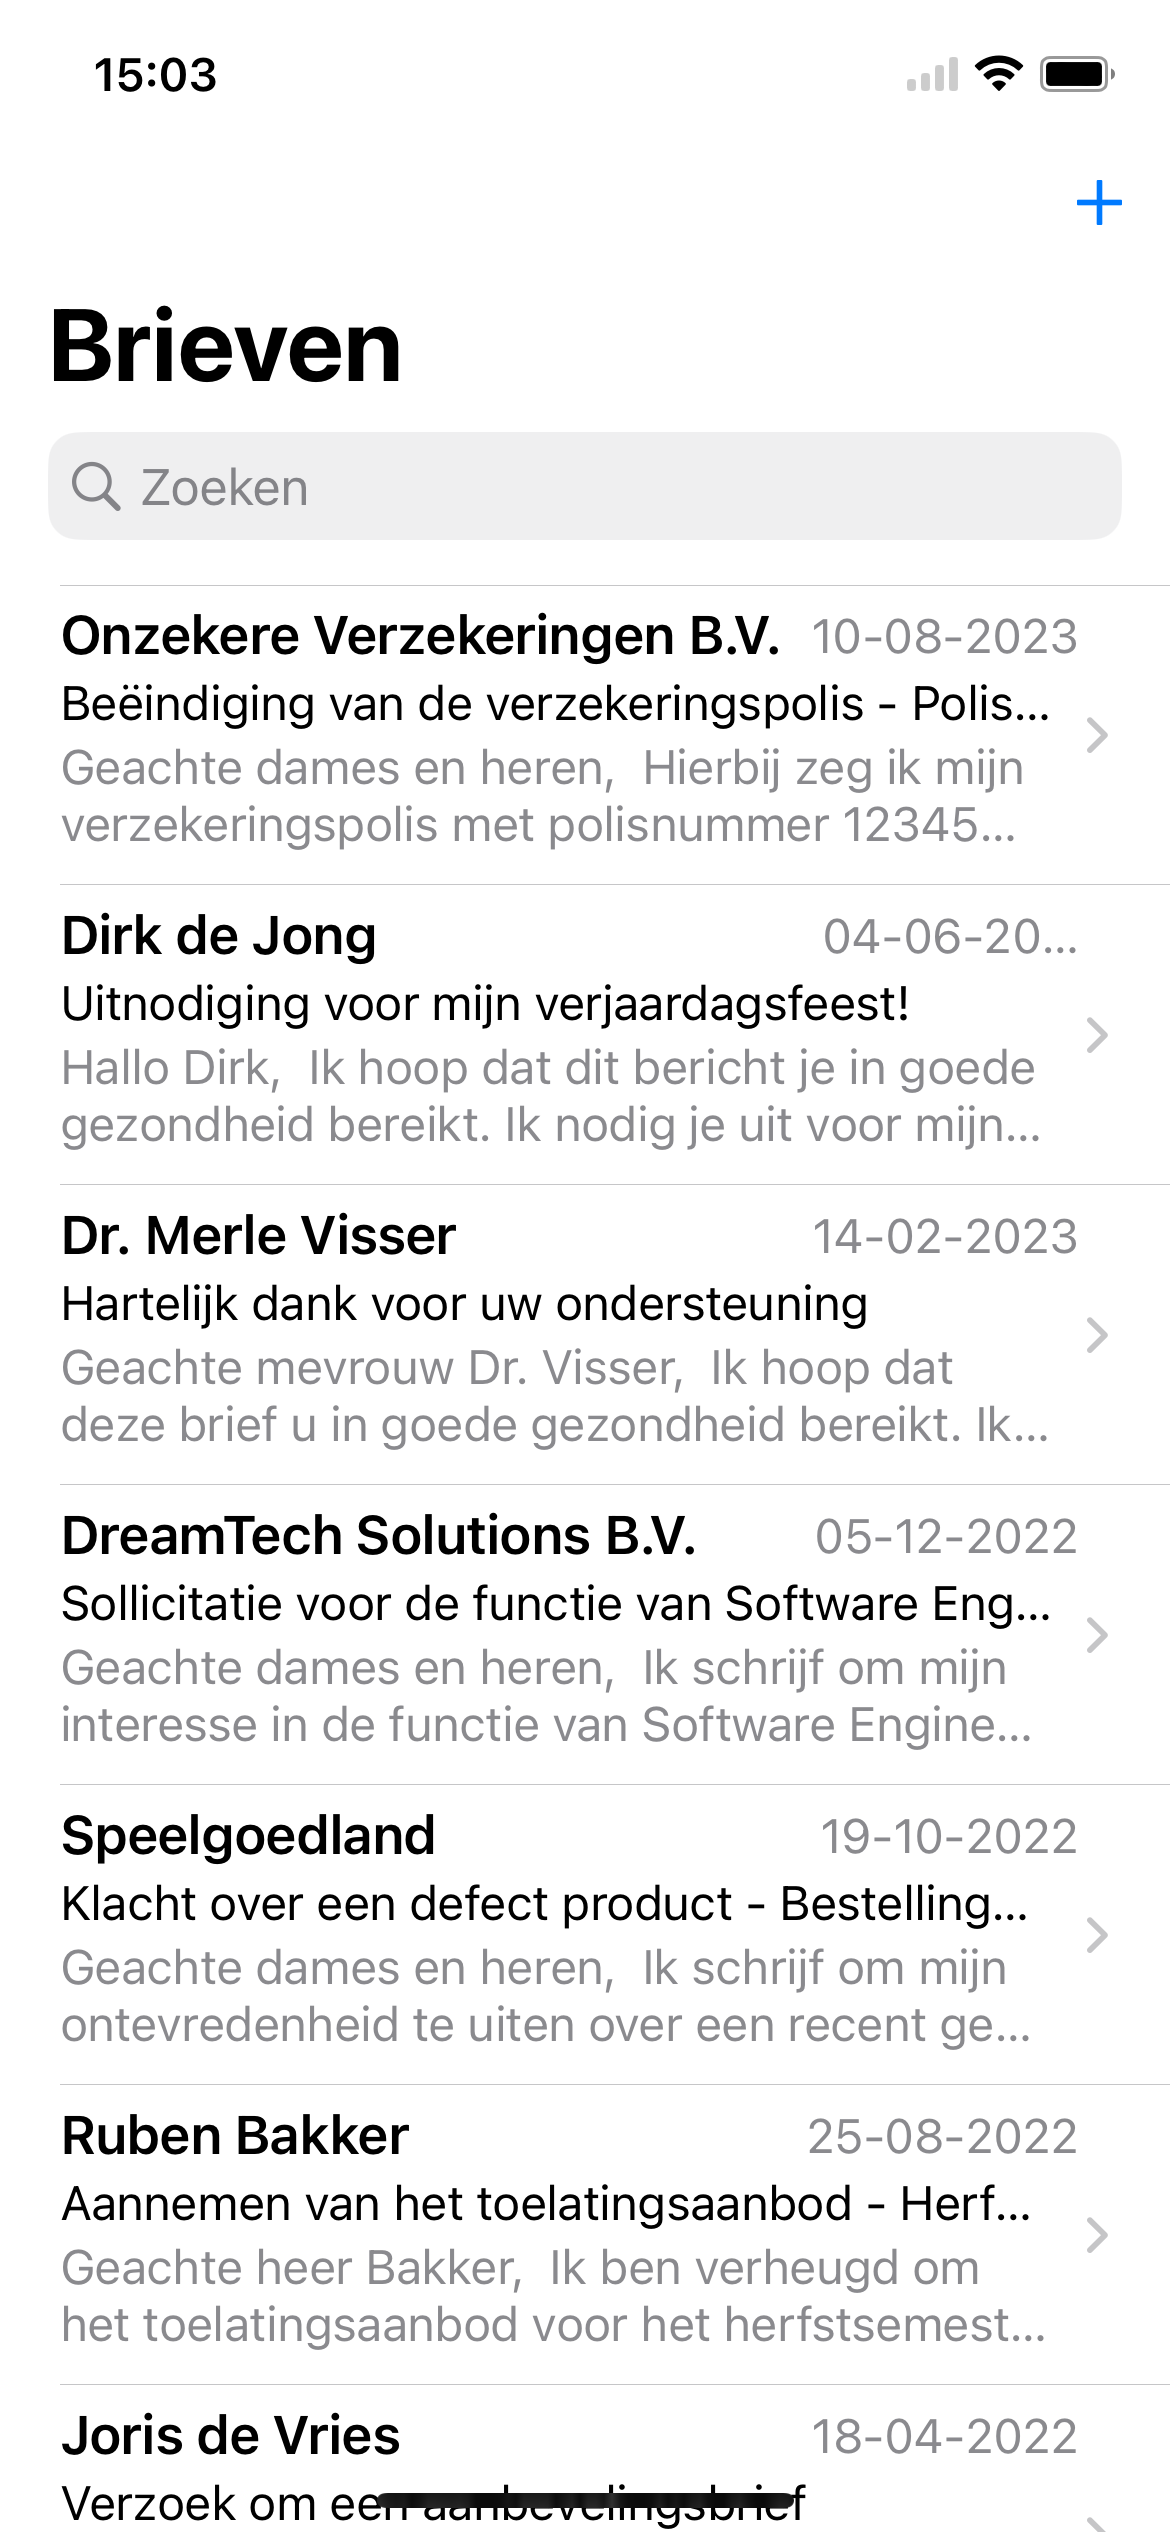 15:03
Brieven
Zoeken
Onzekere Verzekeringen B.V. 10-08-2023
Beëindiging van de verzekeringspolis - Polis...
Geachte dames en heren,  Hierbij zeg ik mijn
verzekeringspolis met polisnummer 12345...
Dirk de Jong 04-06-20...
Uitnodiging voor mijn verjaardagsfeest!
Hallo Dirk,  Ik hoop dat dit bericht je in goede
gezondheid bereikt. Ik nodig je uit voor mijn...
Dr. Merle Visser 14-02-2023
Hartelijk dank voor uw ondersteuning
Geachte mevrouw Dr. Visser,  Ik hoop dat
deze brief u in goede gezondheid bereikt. Ik...
DreamTech Solutions B.V. 05-12-2022
Sollicitatie voor de functie van Software Eng...
Geachte dames en heren,  Ik schrijf om mijn
interesse in de functie van Software Engine...
Speelgoedland 19-10-2022
Klacht over een defect product - Bestelling...
Geachte dames en heren,  Ik schrijf om mijn
ontevredenheid te uiten over een recent ge...
Ruben Bakker 25-08-2022
Aannemen van het toelatingsaanbod - Herf...
Geachte heer Bakker,  Ik ben verheugd om
het toelatingsaanbod voor het herfstsemest...
Joris de Vries 18-04-2022
Verzoek om een aanbevelingsbrief